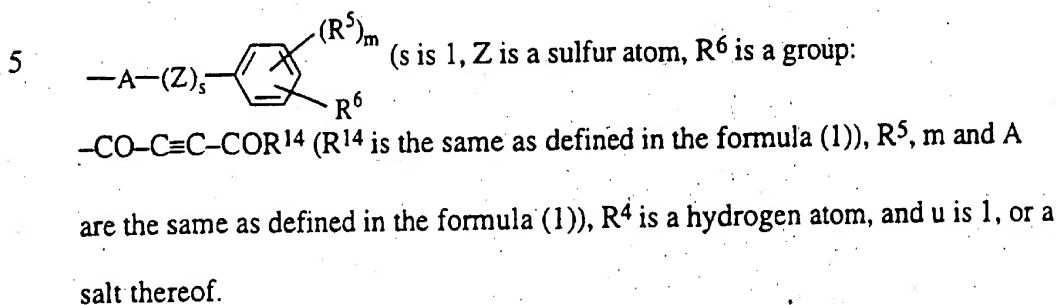 5 —A—(Z)s— (R⁵)m R⁶ (s is 1, Z is a sulfur atom, R⁶ is a group:
–CO–C≡C–COR¹⁴ (R¹⁴ is the same as defined in the formula (1)), R⁵, m and A
are the same as defined in the formula (1)), R⁴ is a hydrogen atom, and u is 1, or a
salt thereof.